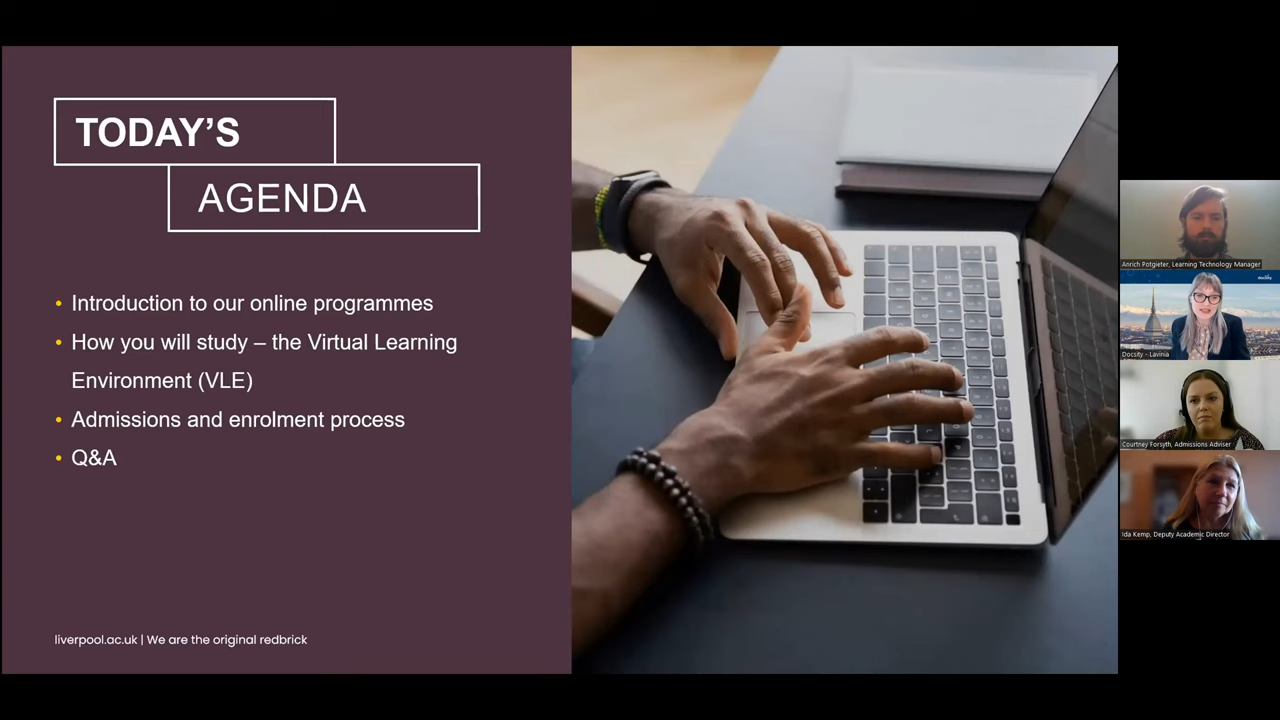 TODAY’S
AGENDA
• Introduction to our online programmes
• How you will study – the Virtual Learning
Environment (VLE)
• Admissions and enrolment process
• Q&A
liverpool.ac.uk | We are the original redbrick
Anrich Potgieter, Learning Technology Manager
docsity
Docsity - Lavinia
Courtney Forsyth, Admissions Adviser
Ida Kemp, Deputy Academic Director